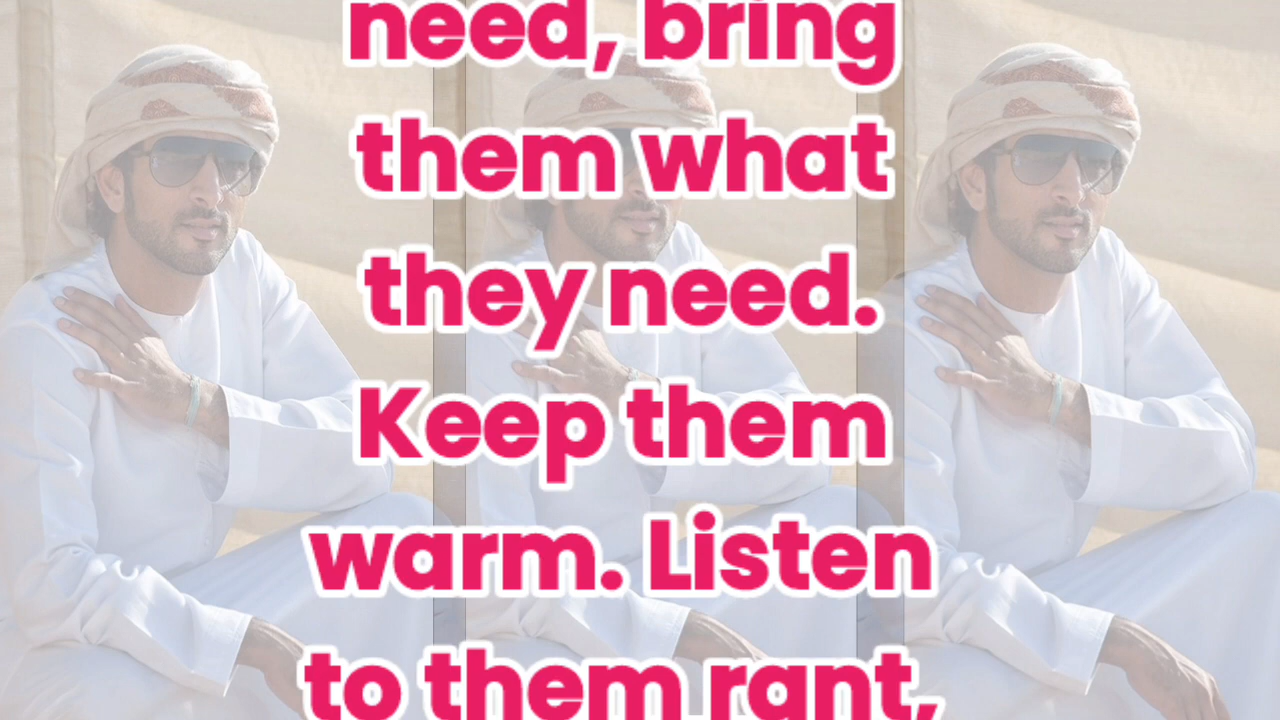 need, bring
them what
they need.
Keep them
warm. Listen
to them rant,